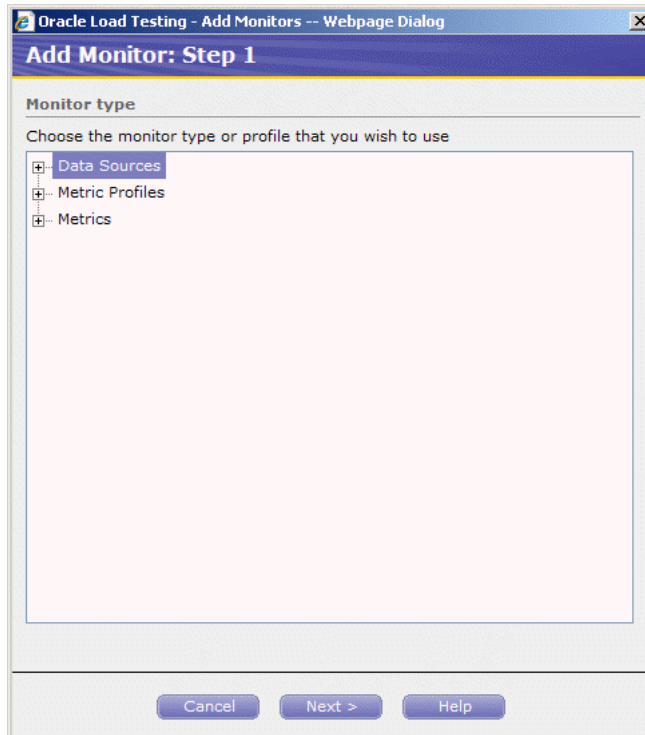 Oracle Load Testing - Add Monitors -- Webpage Dialog
Add Monitor: Step 1
Monitor type
Choose the monitor type or profile that you wish to use
Data Sources
Metric Profiles
Metrics
Cancel Next > Help